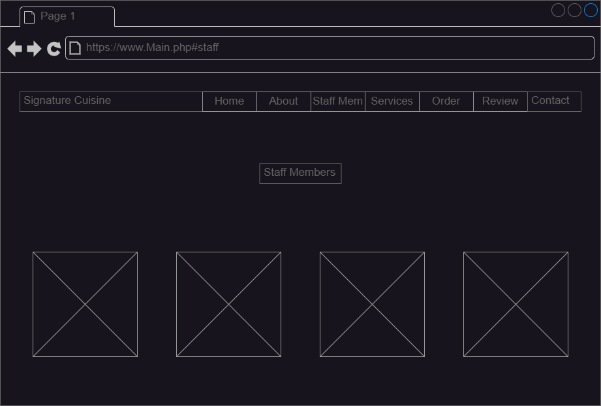 Page 1
https://www.Main.php#staff
Signature Cuisine
Home
About
Staff Mem
Services
Order
Review
Contact
Staff Members